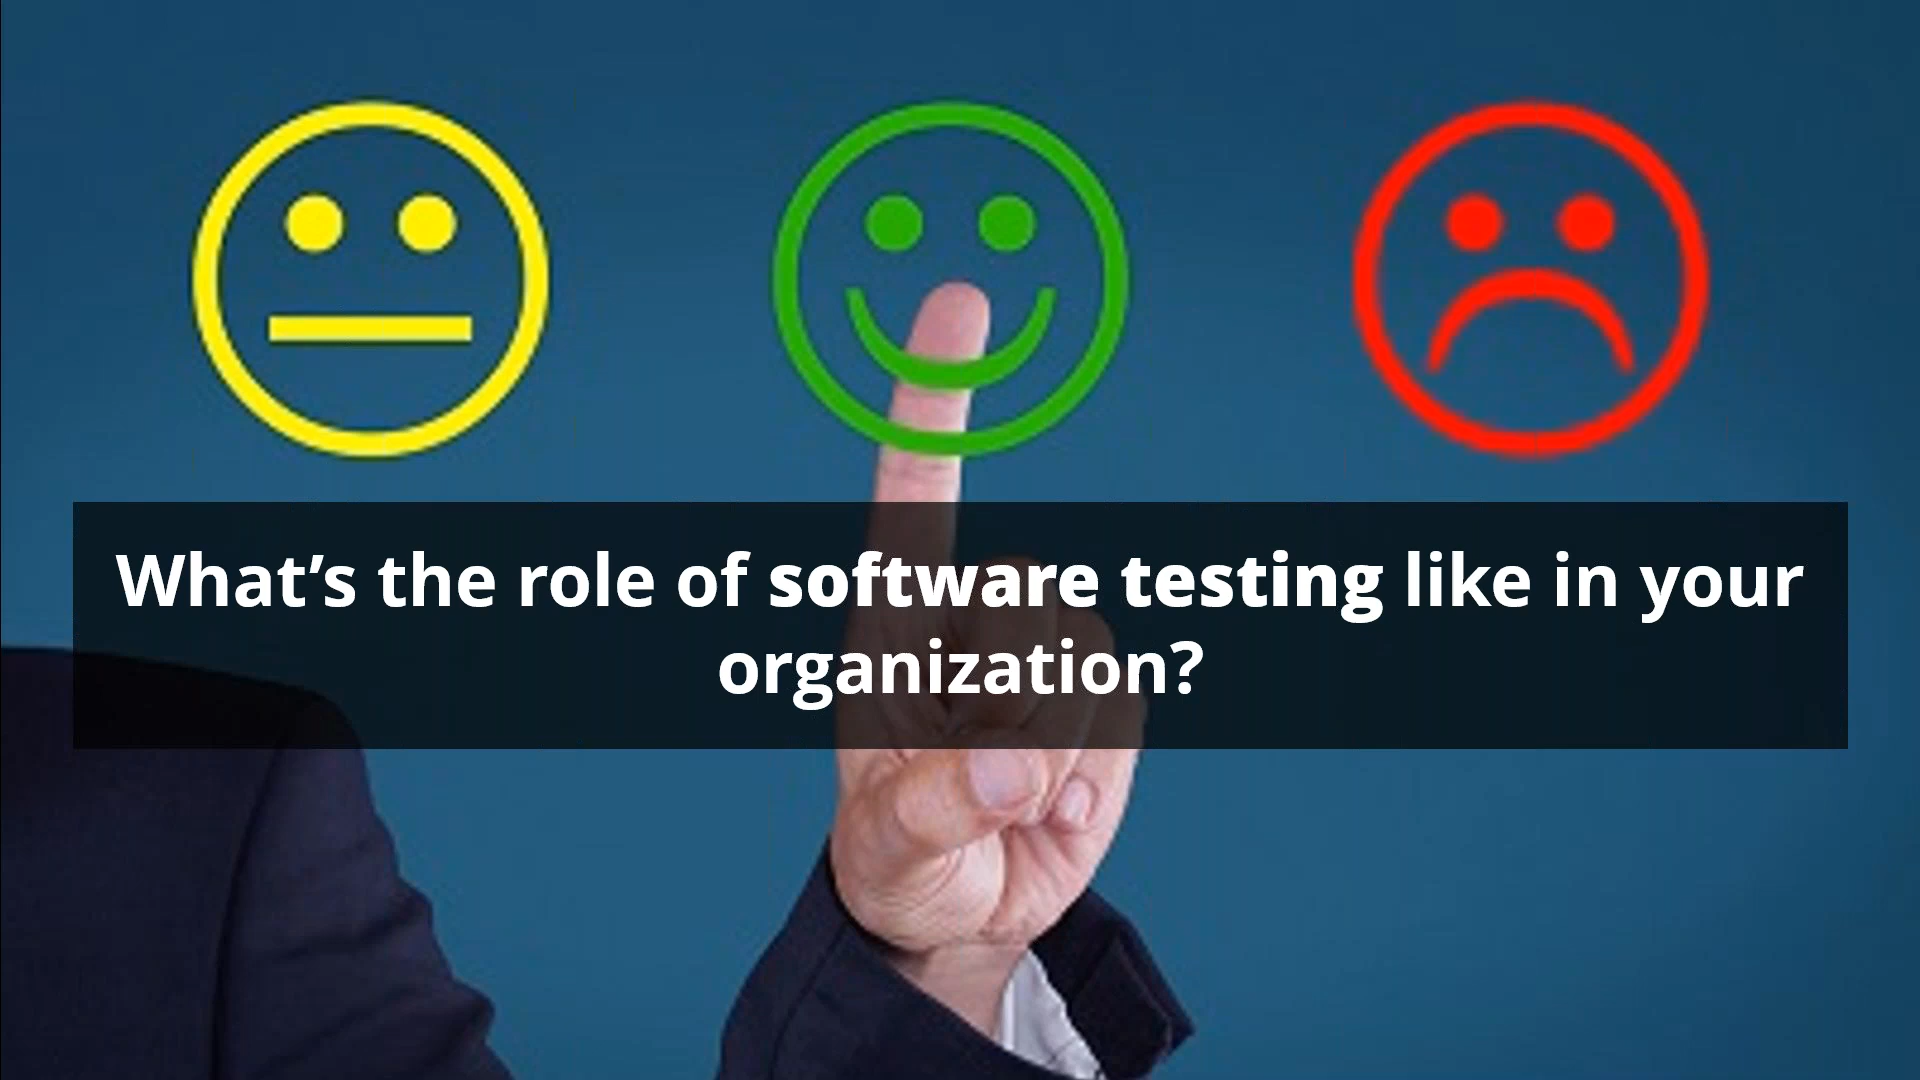 What’s the role of software testing like in your
organization?